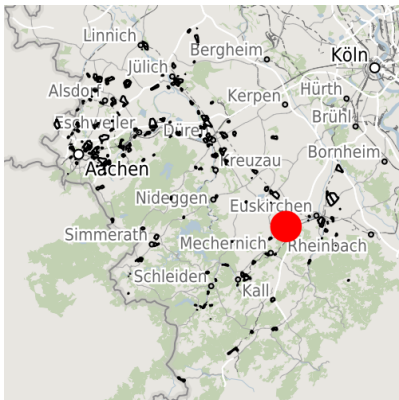 Linnich
Bergheim
Köln
Jülich
Alsdorf
Kerpen
Hürth
Brühl
Eschweiler
Düren
Bornheim
Kreuzau
Aachen
Nideggen
Euskirchen
Simmerath
Mechernich
Rheinbach
Schleiden
Kall